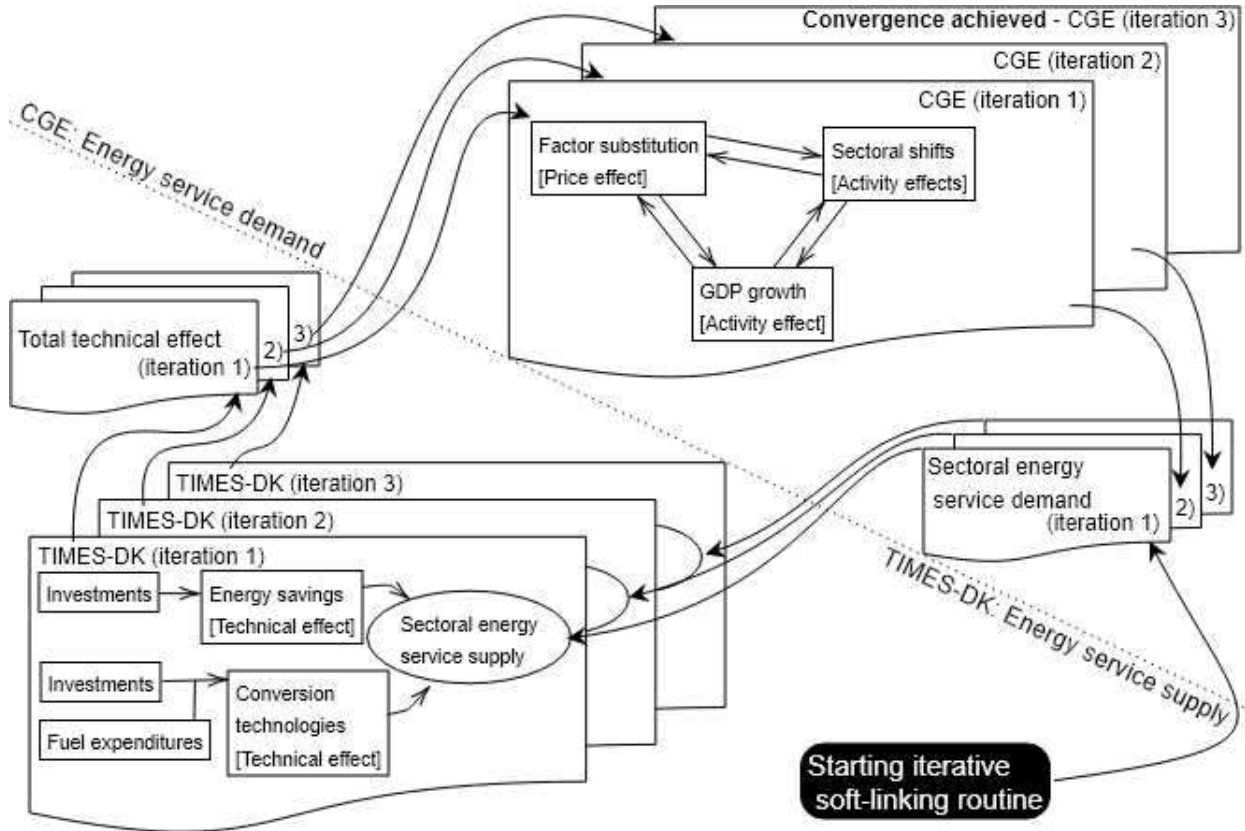 Convergence achieved - CGE (iteration 3)
CGE (iteration 2)
CGE (iteration 1)
CGE: Energy service demand
Factor substitution
[Price effect]
Sectoral shifts
[Activity effects]
GDP growth
[Activity effect]
Total technical effect
(iteration 1)
2)
3)
TIMES-DK (iteration 3)
TIMES-DK (iteration 2)
TIMES-DK (iteration 1)
Investments
Energy savings
[Technical effect]
Sectoral energy
service supply
Investments
Fuel expenditures
Conversion
technologies
[Technical effect]
Sectoral energy
service demand
(iteration 1)
2)
3)
TIMES-DK: Energy service supply
Starting iterative
soft-linking routine